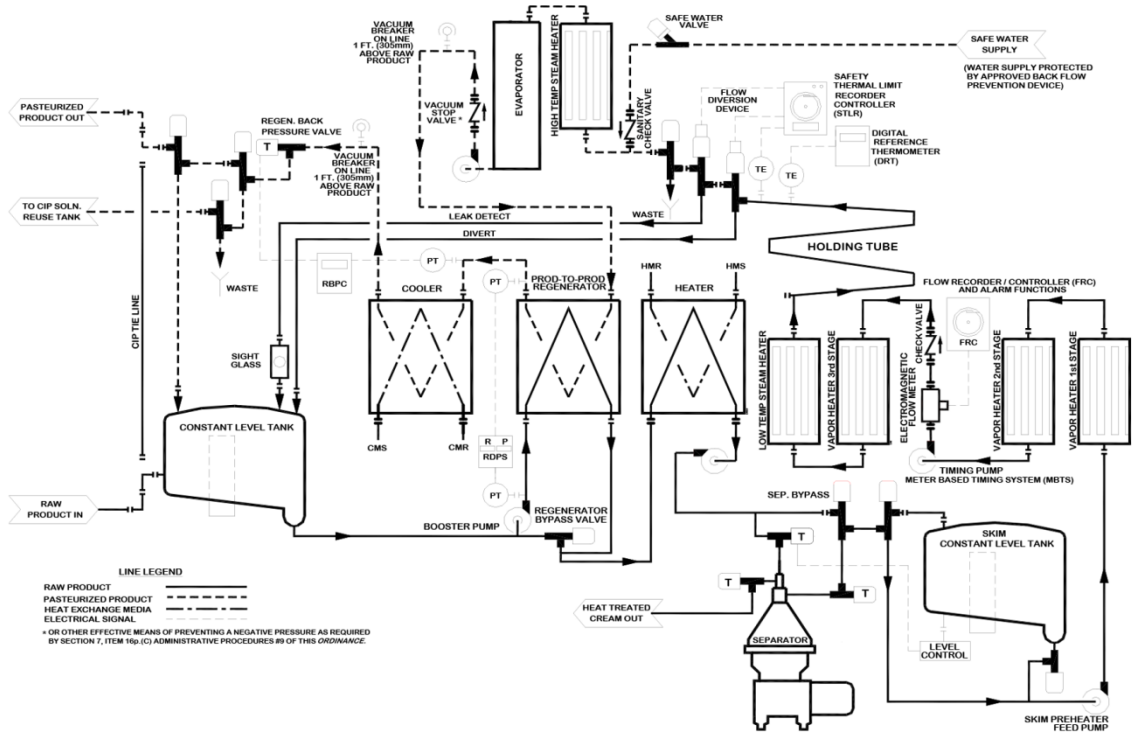 VACUUM
BREAKER
ON LINE
1 FT. (305mm)
ABOVE RAW
PRODUCT
SAFE WATER
VALVE
SAFE WATER
SUPPLY
(WATER SUPPLY PROTECTED
BY APPROVED BACK FLOW
PREVENTION DEVICE)
EVAPORATOR
HIGH TEMP STEAM HEATER
VACUUM
STOP
VALVE *
SANITARY
CHECK VALVE
FLOW
DIVERSION
DEVICE
SAFETY
THERMAL LIMIT
RECORDER
CONTROLLER
(STLR)
DIGITAL
REFERENCE
THERMOMETER
(DRT)
TE
TE
PASTEURIZED
PRODUCT OUT
REGEN. BACK
PRESSURE VALVE
T
VACUUM
BREAKER
ON LINE
1 FT. (305mm)
ABOVE RAW
PRODUCT
TO CIP SOLN.
REUSE TANK
WASTE
LEAK DETECT
DIVERT
WASTE
HOLDING TUBE
CIP TIE LINE
RBPC
PT
PT
COOLER
PROD-TO-PROD
REGENERATOR
HMR
HMS
HEATER
FLOW RECORDER / CONTROLLER (FRC)
AND ALARM FUNCTIONS
FRC
CHECK VALVE
ELECTROMAGNETIC
FLOW METER
LOW TEMP STEAM HEATER
VAPOR HEATER 3rd STAGE
VAPOR HEATER 2nd STAGE
VAPOR HEATER 1st STAGE
SIGHT
GLASS
CONSTANT LEVEL TANK
CMS
CMR
R P
RDPS
PT
TIMING PUMP
METER BASED TIMING SYSTEM (MBTS)
RAW
PRODUCT IN
BOOSTER PUMP
REGENERATOR
BYPASS VALVE
SEP. BYPASS
T
T
T
SKIM
CONSTANT LEVEL TANK
HEAT TREATED
CREAM OUT
SEPARATOR
LEVEL
CONTROL
SKIM PREHEATER
FEED PUMP
LINE LEGEND
RAW PRODUCT
PASTEURIZED PRODUCT
HEAT EXCHANGE MEDIA
ELECTRICAL SIGNAL
* OR OTHER EFFECTIVE MEANS OF PREVENTING A NEGATIVE PRESSURE AS REQUIRED
BY SECTION 7, ITEM 16p.(C) ADMINISTRATIVE PROCEDURES #9 OF THIS ORDINANCE.